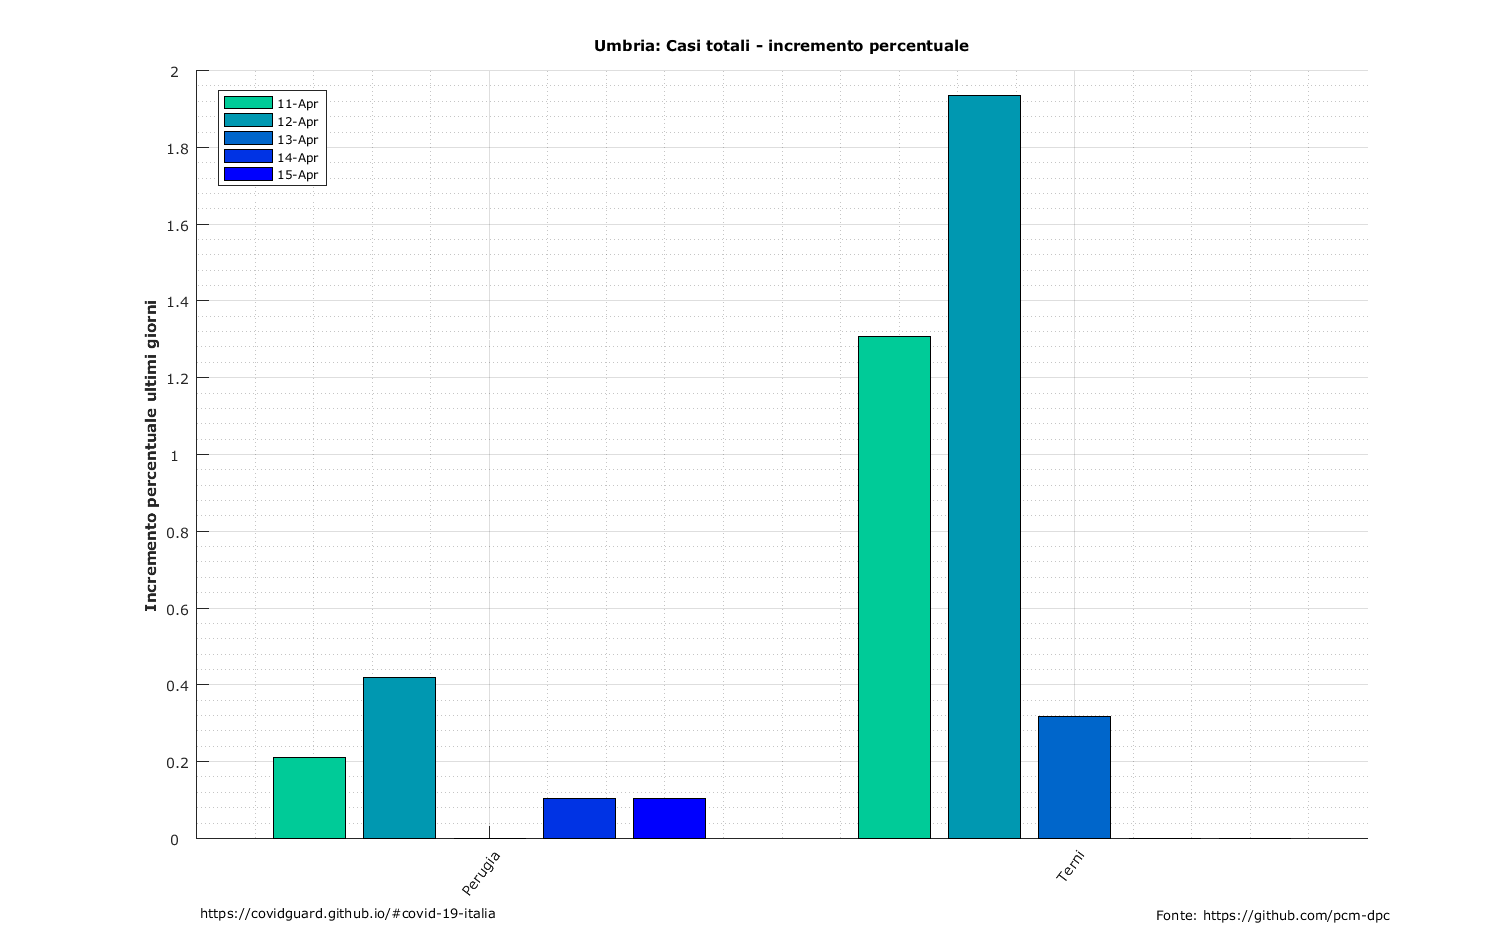 Umbria: Casi totali - incremento percentuale
2
1.8
1.6
1.4
1.2
1
0.8
0.6
0.4
0.2
0
Incremento percentuale ultimi giorni
11-Apr
12-Apr
13-Apr
14-Apr
15-Apr
Perugia
Terni
https://covidguard.github.io/#covid-19-italia
Fonte: https://github.com/pcm-dpc